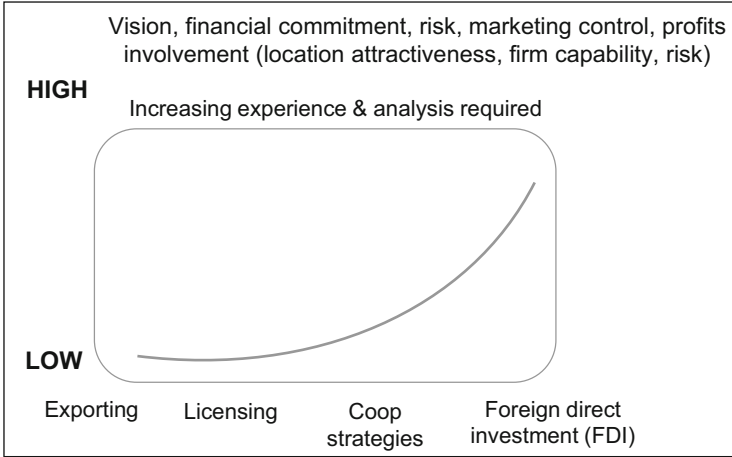 Vision, financial commitment, risk, marketing control, profits
involvement (location attractiveness, firm capability, risk)
HIGH
Increasing experience & analysis required
LOW
Exporting
Licensing
Coop
strategies
Foreign direct
investment (FDI)